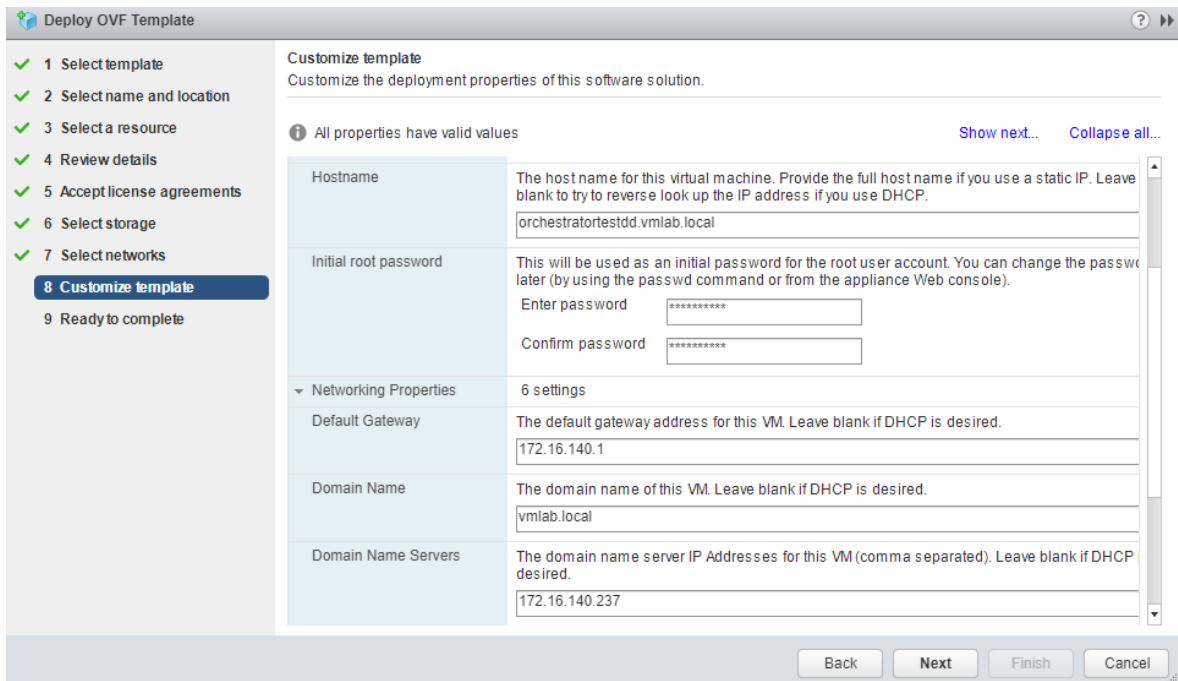 Deploy OVF Template
?
1 Select template
2 Select name and location
3 Select a resource
4 Review details
5 Accept license agreements
6 Select storage
7 Select networks
8 Customize template
9 Ready to complete
Customize template
Customize the deployment properties of this software solution.
All properties have valid values
Show next...
Collapse all...
Hostname
The host name for this virtual machine. Provide the full host name if you use a static IP. Leave
blank to try to reverse look up the IP address if you use DHCP.
orchestratortestdd.vmlab.local
Initial root password
This will be used as an initial password for the root user account. You can change the passwo
later (by using the passwd command or from the appliance Web console).
Enter password
**********
Confirm password
**********
Networking Properties
6 settings
Default Gateway
The default gateway address for this VM. Leave blank if DHCP is desired.
172.16.140.1
Domain Name
The domain name of this VM. Leave blank if DHCP is desired.
vmlab.local
Domain Name Servers
The domain name server IP Addresses for this VM (comma separated). Leave blank if DHCP
desired.
172.16.140.237
Back
Next
Finish
Cancel